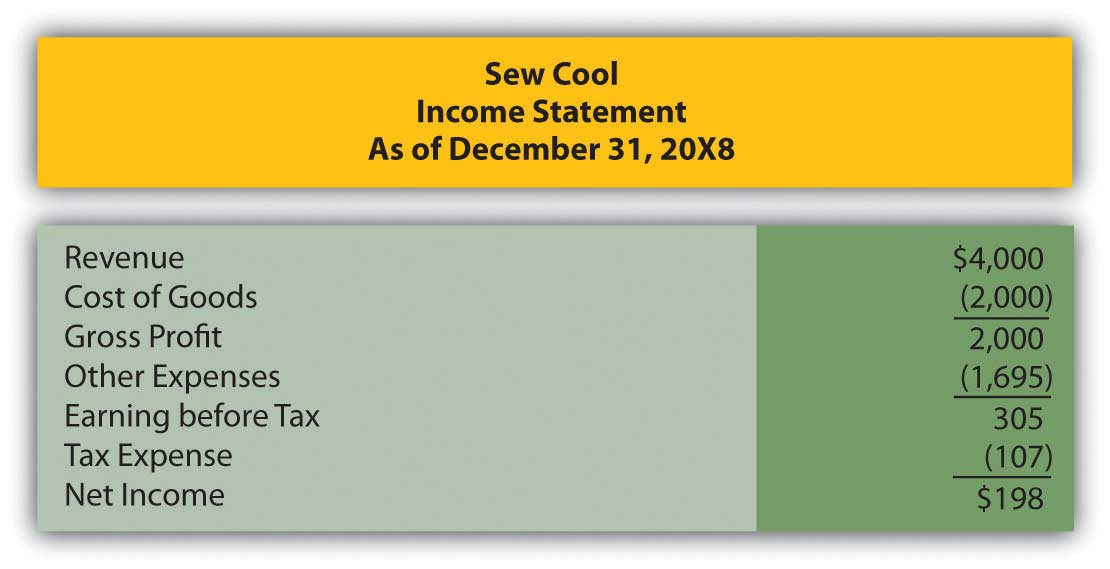 Sew Cool
Income Statement
As of December 31, 20X8
Revenue $4,000
Cost of Goods (2,000)
Gross Profit 2,000
Other Expenses (1,695)
Earning before Tax 305
Tax Expense (107)
Net Income $198